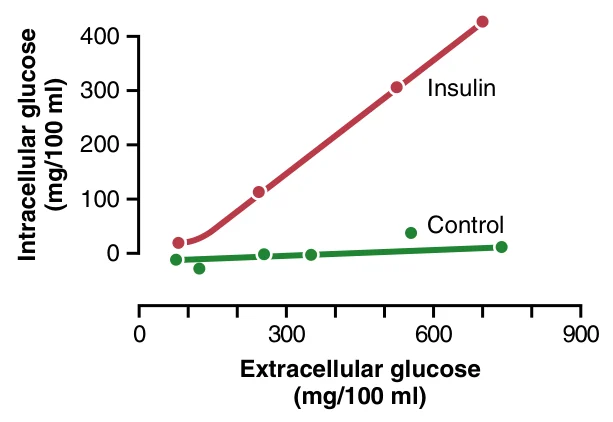 Intracellular glucose
(mg/100 ml)
400
300
200
100
0
Insulin
Control
0
300
600
900
Extracellular glucose
(mg/100 ml)